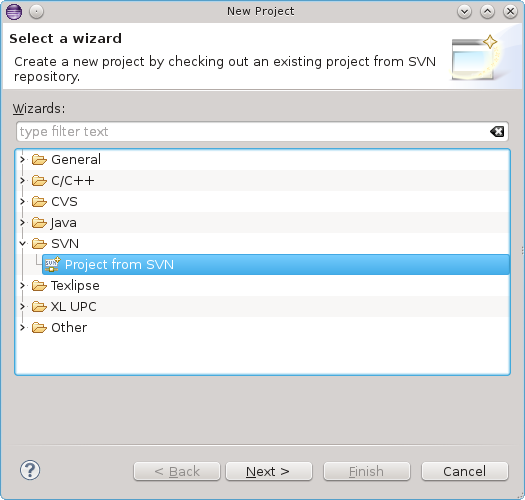 New Project
Select a wizard
Create a new project by checking out an existing project from SVN
repository.
Wizards:
type filter text
General
C/C++
CVS
Java
SVN
Project from SVN
Texlipse
XL UPC
Other
?
< Back
Next >
Finish
Cancel